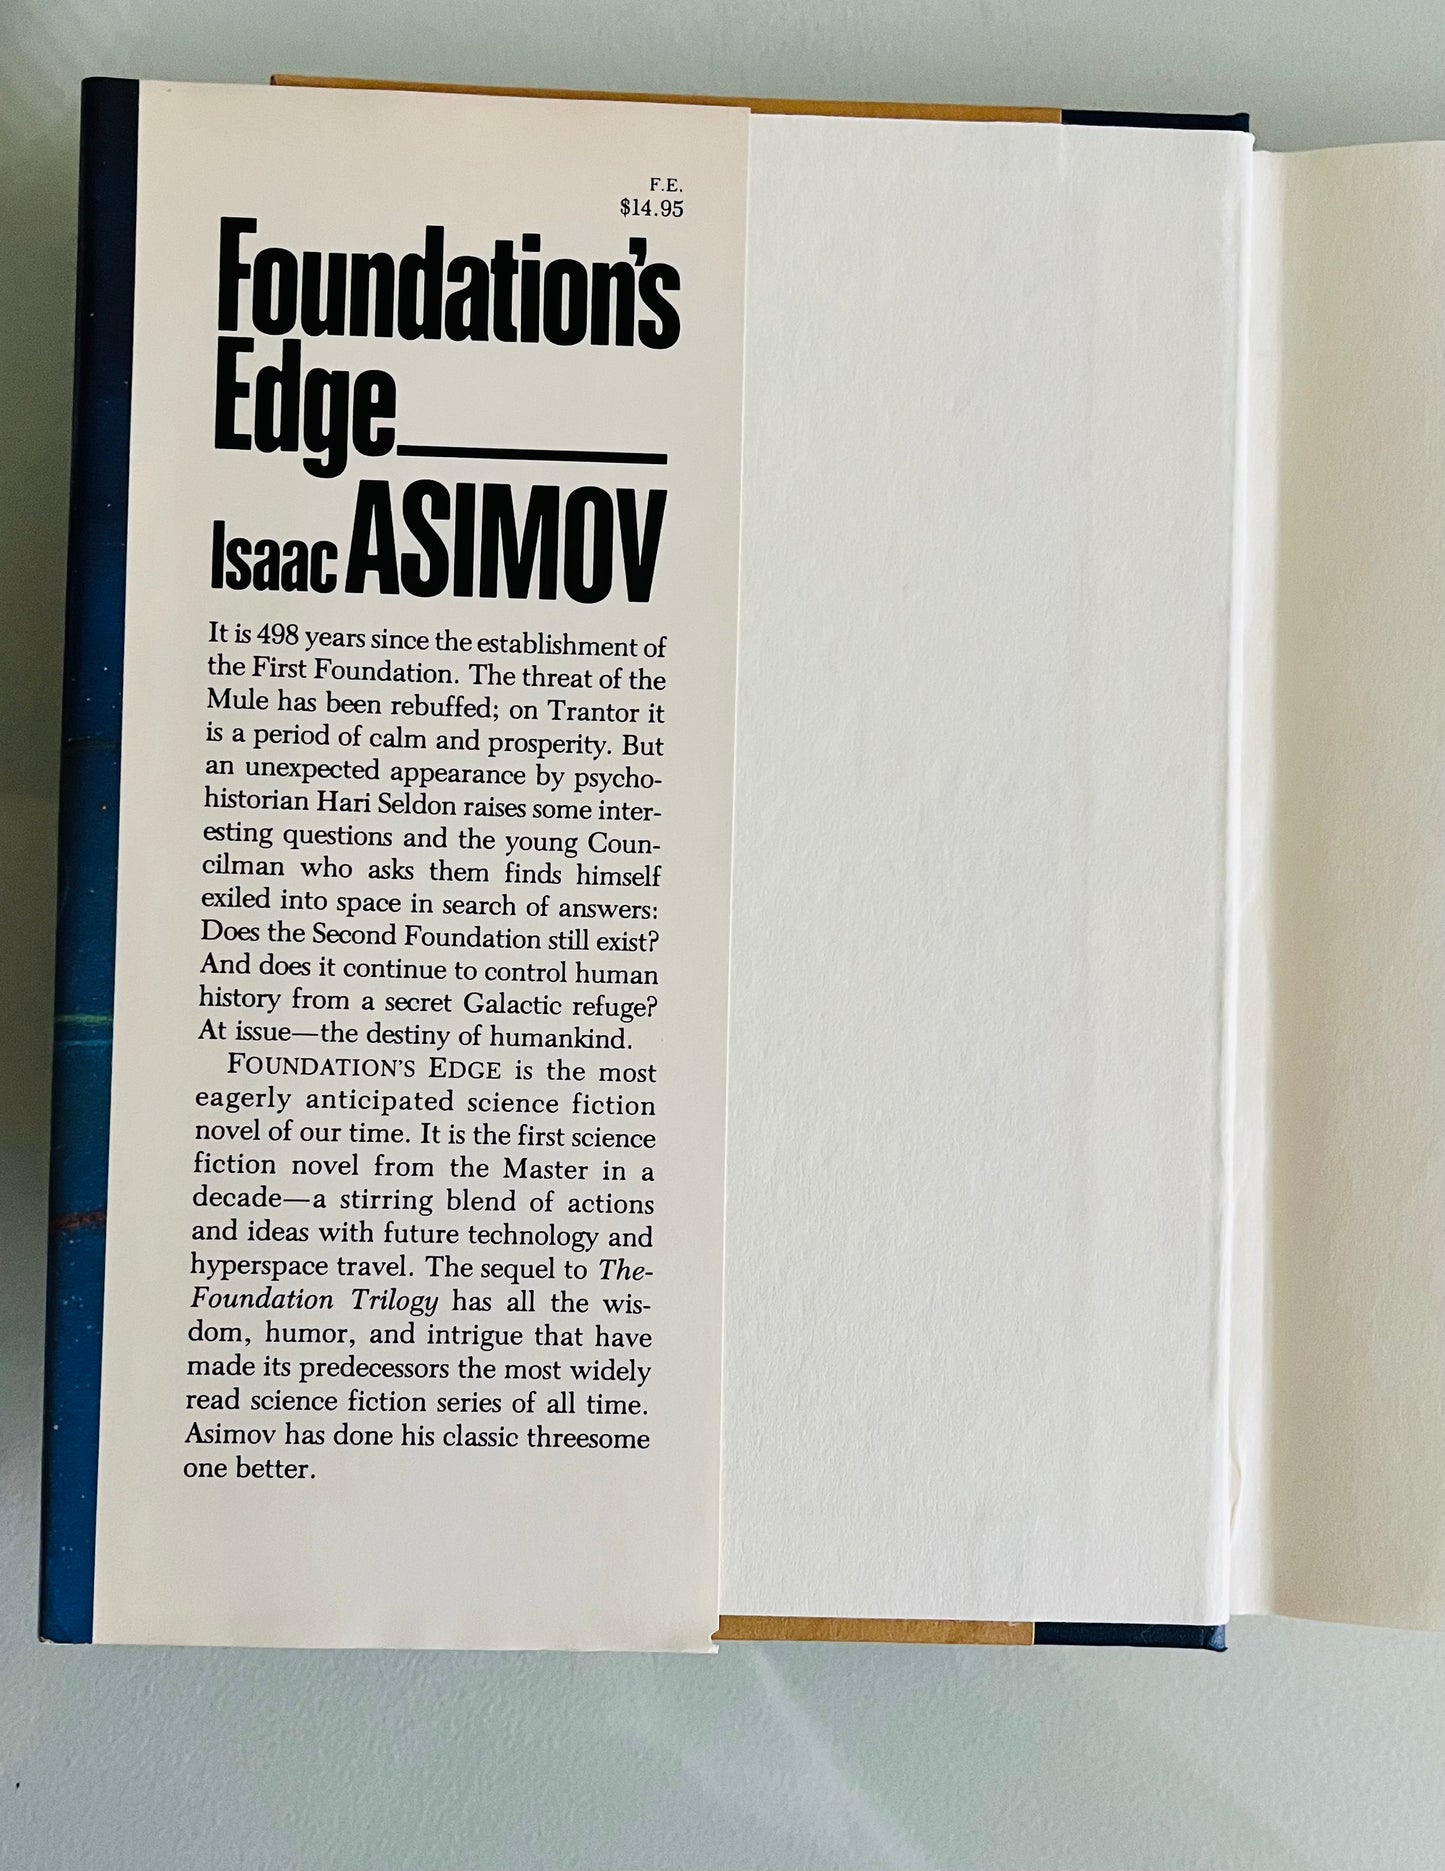 F.E.
$14.95
Foundation's
Edge
Isaac ASIMOV
It is 498 years since the establishment of
the First Foundation. The threat of the
Mule has been rebuffed; on Trantor it
is a period of calm and prosperity. But
an unexpected appearance by psycho-
historian Hari Seldon raises some inter-
esting questions and the young Coun-
cilman who asks them finds himself
exiled into space in search of answers:
Does the Second Foundation still exist?
And does it continue to control human
history from a secret Galactic refuge?
At issue—the destiny of humankind.
FOUNDATION'S EDGE is the most
eagerly anticipated science fiction
novel of our time. It is the first science
fiction novel from the Master in a
decade—a stirring blend of actions
and ideas with future technology and
hyperspace travel. The sequel to The-
Foundation Trilogy has all the wis-
dom, humor, and intrigue that have
made its predecessors the most widely
read science fiction series of all time.
Asimov has done his classic threesome
one better.